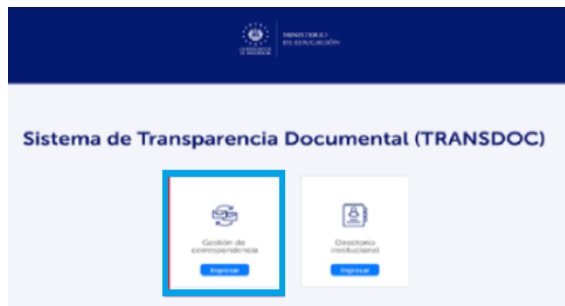 MINISTERIO
DE EDUCACIÓN
Sistema de Transparencia Documental (TRANSDOC)
Gestión de
correspondencia
Ingresar
Directorio
institucional
Ingresar